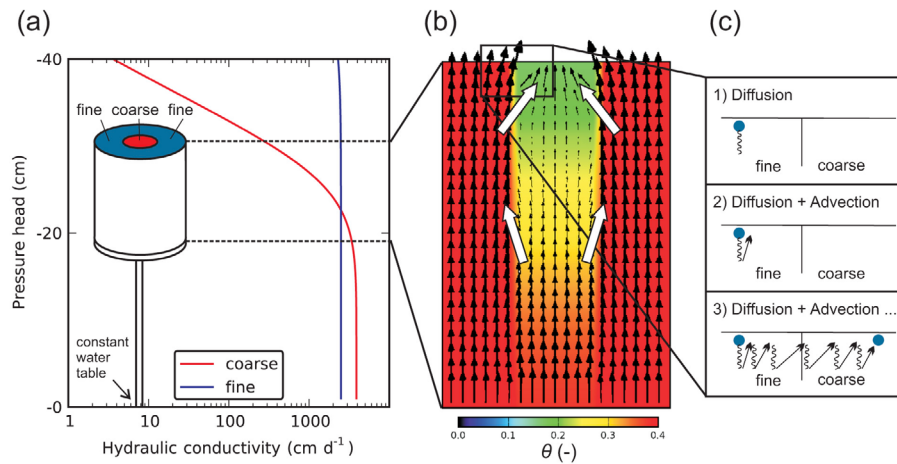 (a)
(b)
(c)
-40
-20
-0
Pressure head (cm)
fine coarse fine
constant
water
table
coarse
fine
1 10 100 1000
Hydraulic conductivity (cm d⁻¹)
0.0 0.1 0.2 0.3 0.4
θ (-)
1) Diffusion
fine coarse
2) Diffusion + Advection
fine coarse
3) Diffusion + Advection ...
fine coarse